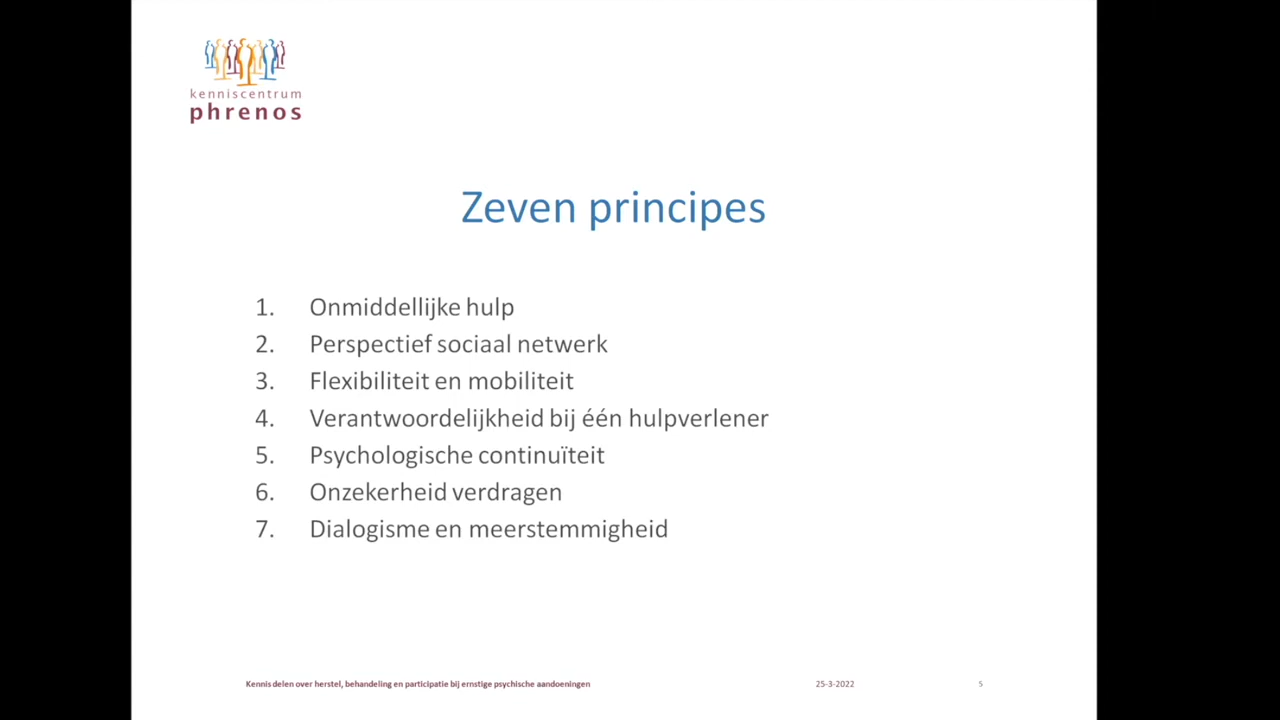 kenniscentrum
phrenos
Zeven principes
1. Onmiddellijke hulp
2. Perspectief sociaal netwerk
3. Flexibiliteit en mobiliteit
4. Verantwoordelijkheid bij één hulpverlener
5. Psychologische continuïteit
6. Onzekerheid verdragen
7. Dialogisme en meerstemmigheid
Kennis delen over herstel, behandeling en participatie bij ernstige psychische aandoeningen 25-3-2022 5